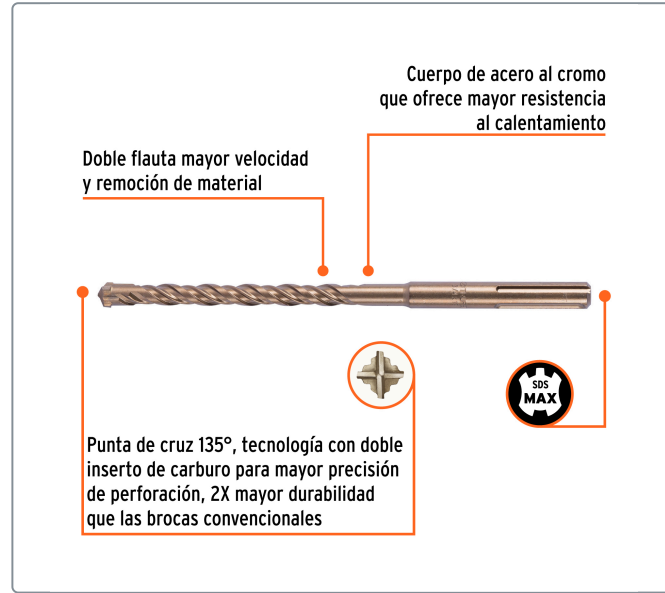 Cuerpo de acero al cromo
que ofrece mayor resistencia
al calentamiento
Doble flauta mayor velocidad
y remoción de material
SDS
MAX
Punta de cruz 135°, tecnología con doble
inserto de carburo para mayor precisión
de perforación, 2X mayor durabilidad
que las brocas convencionales